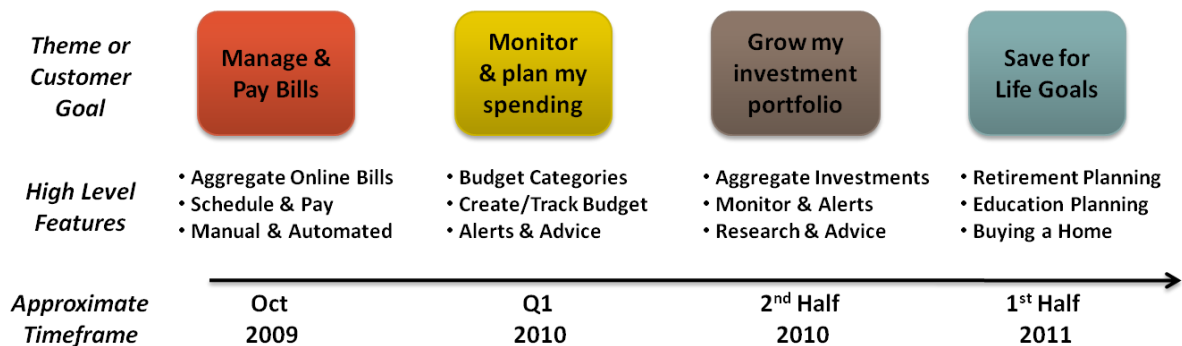 Theme or
Customer
Goal
Manage &
Pay Bills
Monitor
& plan my
spending
Grow my
investment
portfolio
Save for
Life Goals
High Level
Features
• Aggregate Online Bills
• Schedule & Pay
• Manual & Automated
• Budget Categories
• Create/Track Budget
• Alerts & Advice
• Aggregate Investments
• Monitor & Alerts
• Research & Advice
• Retirement Planning
• Education Planning
• Buying a Home
Approximate
Timeframe
Oct
2009
Q1
2010
2nd Half
2010
1st Half
2011